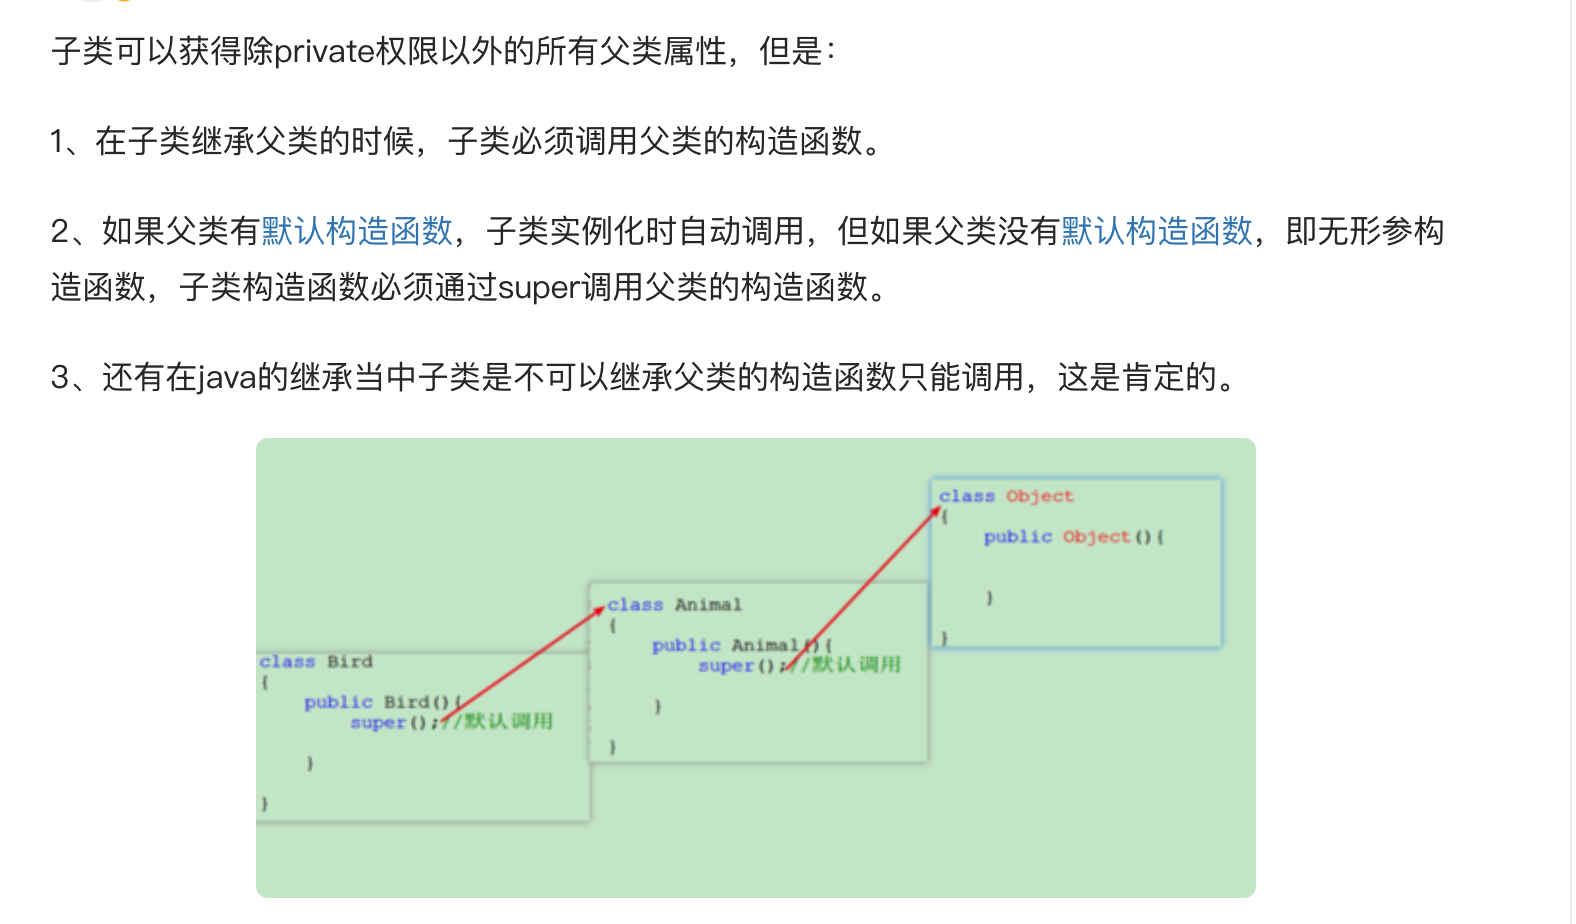 子类可以获得除private权限以外的所有父类属性，但是：
1、在子类继承父类的时候，子类必须调用父类的构造函数。
2、如果父类有默认构造函数，子类实例化时自动调用，但如果父类没有默认构造函数，即无形参构
造函数，子类构造函数必须通过super调用父类的构造函数。
3、还有在java的继承当中子类是不可以继承父类的构造函数只能调用，这是肯定的。
class Bird
{
public Bird(){
super();//默认调用
}
}
class Animal
{
public Animal(){
super();//默认调用
}
}
class Object
{
public Object(){
}
}